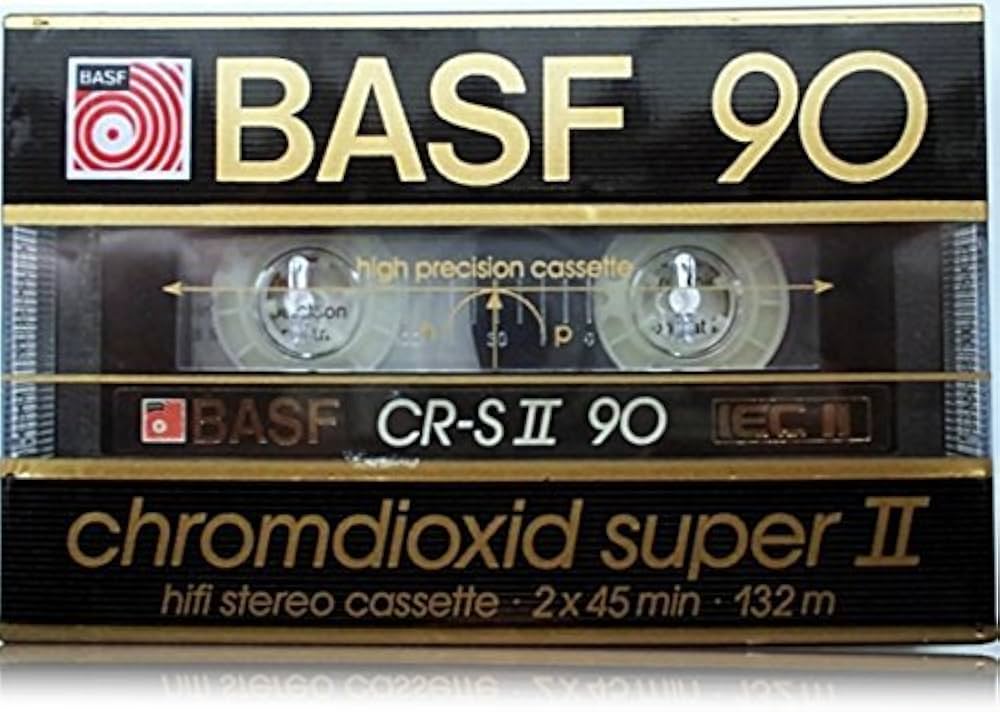 BASF
BASF 90
high precision cassette
30
p
BASF CR-S II 90 IEC II
chromdioxid super II
hifi stereo cassette · 2 x 45 min · 132 m